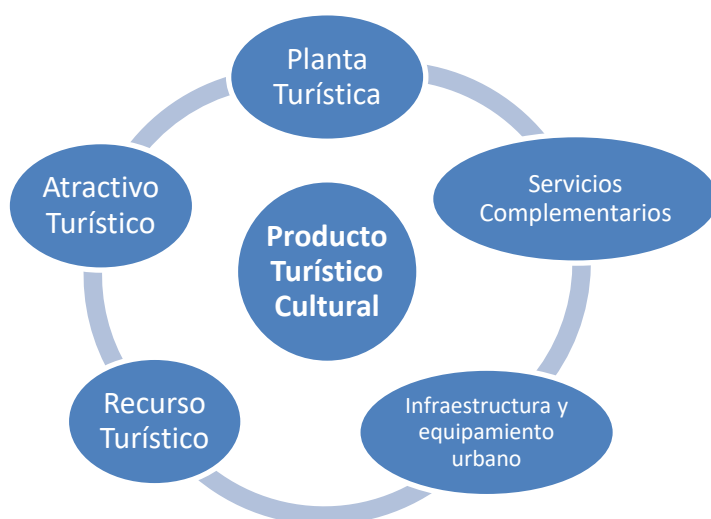 Planta
Turística
Servicios
Complementarios
Infraestructura y
equipamiento
urbano
Recurso
Turístico
Atractivo
Turístico
Producto
Turístico
Cultural